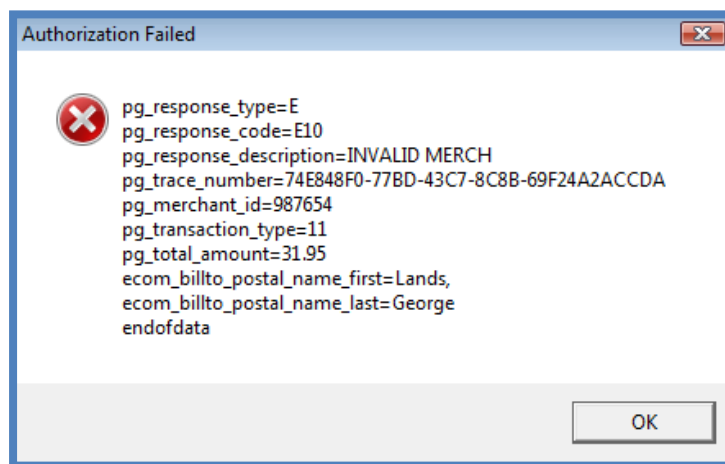 Authorization Failed
pg_response_type=E
pg_response_code=E10
pg_response_description=INVALID MERCH
pg_trace_number=74E848F0-77BD-43C7-8C8B-69F24A2ACCDA
pg_merchant_id=987654
pg_transaction_type=11
pg_total_amount=31.95
ecom_billto_postal_name_first=Lands,
ecom_billto_postal_name_last=George
endofdata
OK